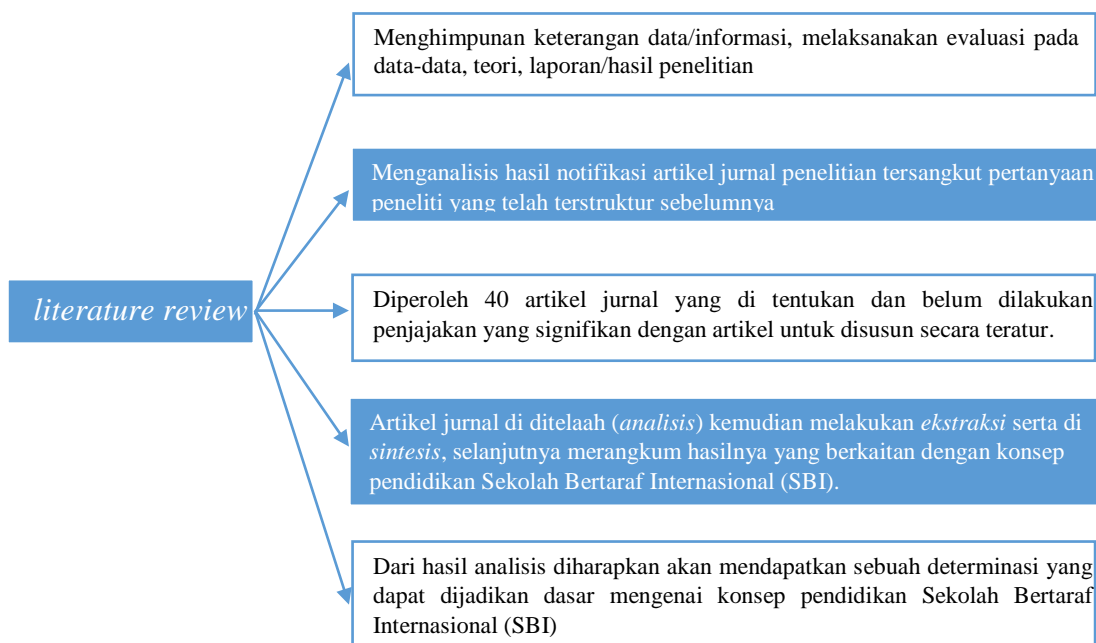 Menghimpunan keterangan data/informasi, melaksanakan evaluasi pada
data-data, teori, laporan/hasil penelitian
Menganalisis hasil notifikasi artikel jurnal penelitian tersangkut pertanyaan
peneliti yang telah terstruktur sebelumnya
literature review
Diperoleh 40 artikel jurnal yang di tentukan dan belum dilakukan
penjajakan yang signifikan dengan artikel untuk disusun secara teratur.
Artikel jurnal di ditelaah (analisis) kemudian melakukan ekstraksi serta di
sintesis, selanjutnya merangkum hasilnya yang berkaitan dengan konsep
pendidikan Sekolah Bertaraf Internasional (SBI).
Dari hasil analisis diharapkan akan mendapatkan sebuah determinasi yang
dapat dijadikan dasar mengenai konsep pendidikan Sekolah Bertaraf
Internasional (SBI)